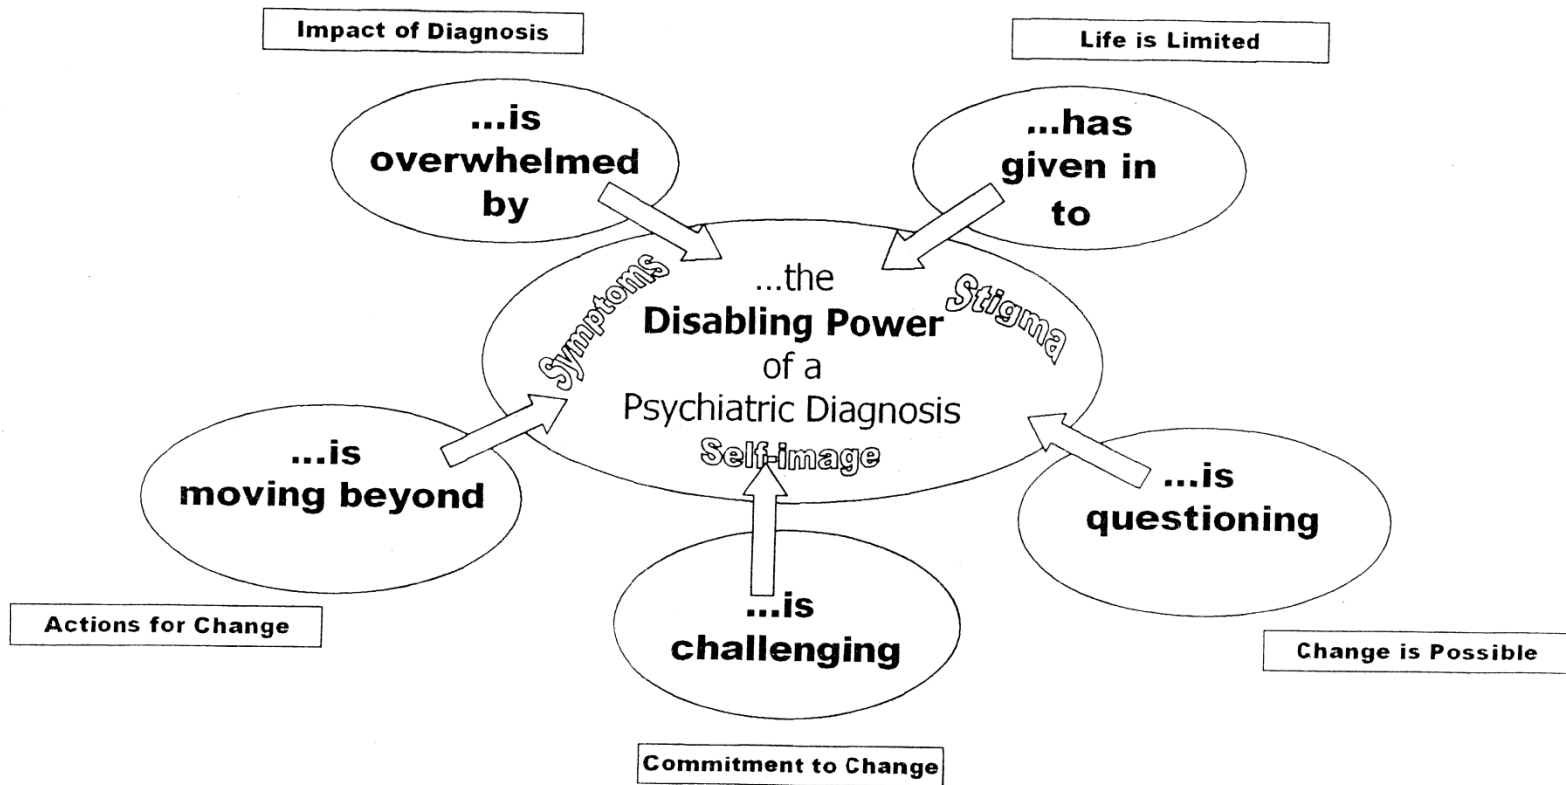 Impact of Diagnosis
Life is Limited
...is
overwhelmed
by
...has
given in
to
Symptoms
Stigma
...the
Disabling Power
of a
Psychiatric Diagnosis
Self-image
...is
moving beyond
...is
questioning
...is
challenging
Actions for Change
Change is Possible
Commitment to Change